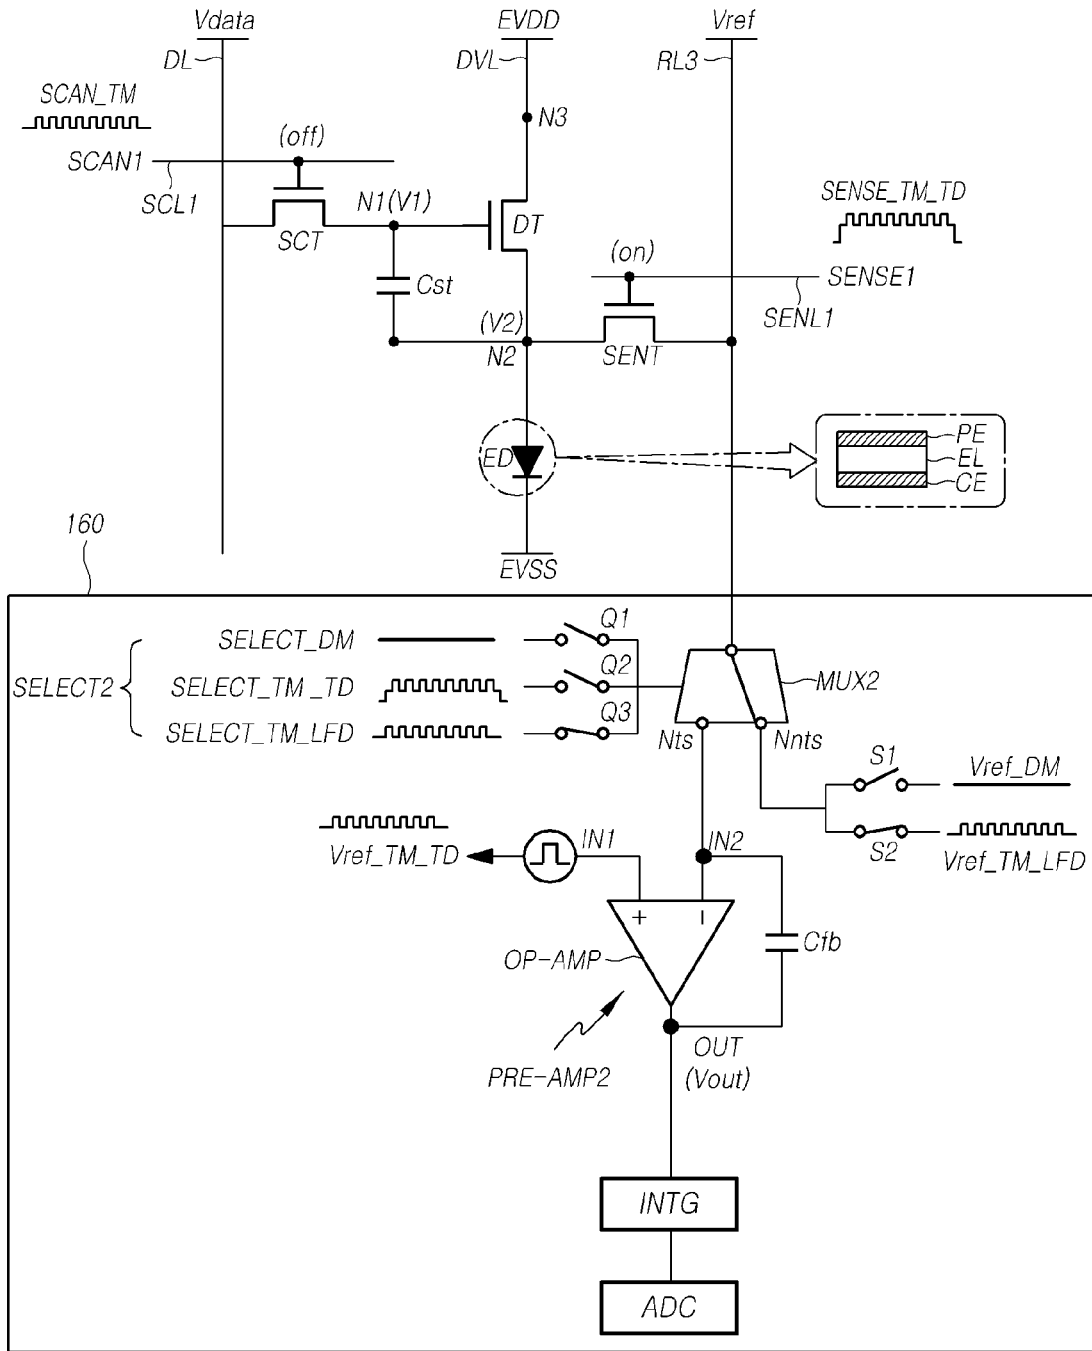 Vdata
EVDD
Vref
DL
DVL
RL3
SCAN_TM
N3
(off)
SCAN1
SCL1
N1(V1)
SENSE_TM_TD
SCT
DT
(on)
SENSE1
Cst
SENL1
(V2)
N2
SENT
ED
PE
EL
CE
160
EVSS
SELECT2
SELECT_DM
Q1
SELECT_TM_TD
Q2
MUX2
SELECT_TM_LFD
Q3
Nts
Nnts
S1
Vref_DM
S2
Vref_TM_LFD
Vref_TM_TD
IN1
IN2
+
−
OP-AMP
Cfb
PRE-AMP2
OUT
(Vout)
INTG
ADC